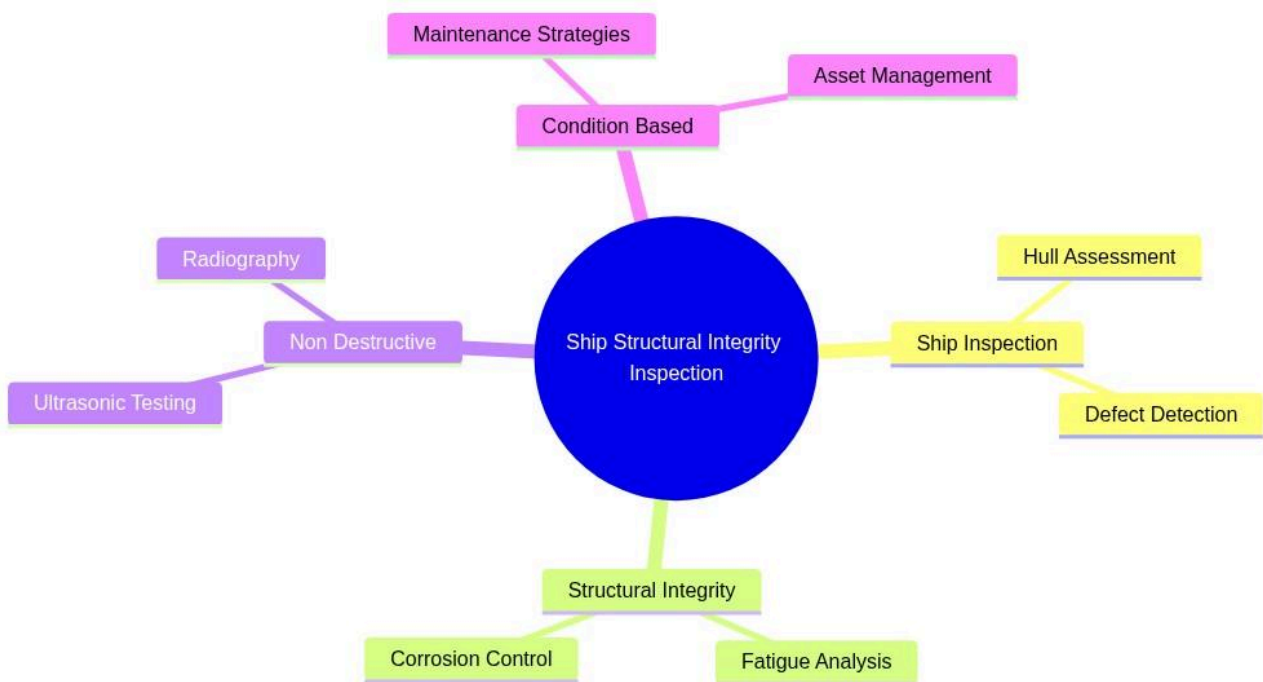 Maintenance Strategies
Asset Management
Condition Based
Radiography
Non Destructive
Ultrasonic Testing
Ship Structural Integrity
Inspection
Hull Assessment
Ship Inspection
Defect Detection
Structural Integrity
Corrosion Control
Fatigue Analysis